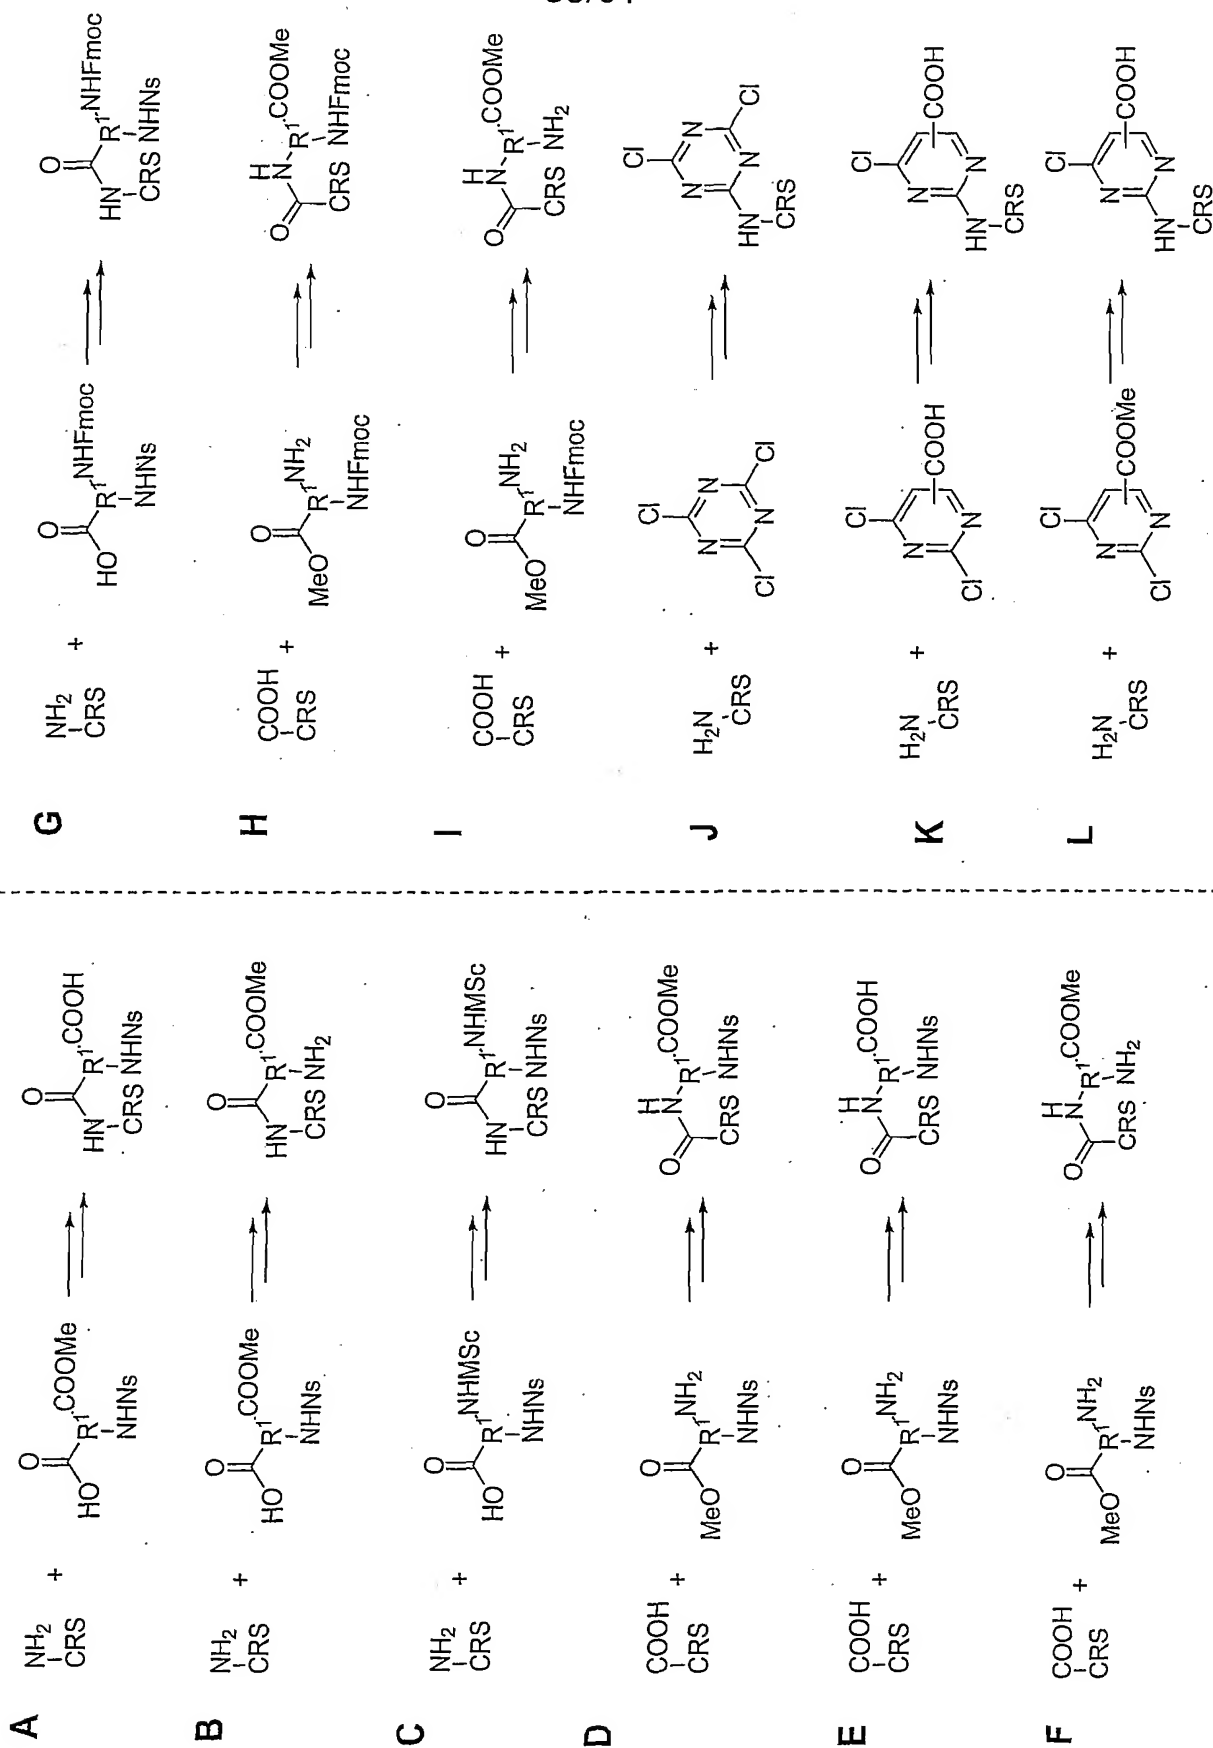 A
NH2
CRS
+
HO
O
R1
COOMe
NHNs
HN
O
R1
COOH
CRS
NHNs
B
NH2
CRS
+
HO
O
R1
COOMe
NHNs
HN
O
R1
COOMe
CRS
NH2
C
NH2
CRS
+
HO
O
R1
NHMSc
NHNs
HN
O
R1
NHMSc
CRS
NHNs
D
COOH
CRS
+
MeO
O
R1
NH2
NHNs
O
H
N
R1
COOMe
CRS
NHNs
E
COOH
CRS
+
MeO
O
R1
NH2
NHNs
O
H
N
R1
COOH
CRS
NHNs
F
COOH
CRS
+
MeO
O
R1
NH2
NHNs
O
H
N
R1
COOMe
CRS
NH2
G
NH2
CRS
+
HO
O
R1
NHFmoc
NHNs
HN
O
R1
NHFmoc
CRS
NHNs
H
COOH
CRS
+
MeO
O
R1
NH2
NHFmoc
O
H
N
R1
COOMe
CRS
NHFmoc
I
COOH
CRS
+
MeO
O
R1
NH2
NHFmoc
O
H
N
R1
COOMe
CRS
NH2
J
H2N
CRS
+
Cl
Cl
N
N
N
Cl
Cl
N
N
N
Cl
HN
CRS
K
H2N
CRS
+
Cl
Cl
N
N
COOH
Cl
N
N
COOH
HN
CRS
L
H2N
CRS
+
Cl
Cl
N
N
COOMe
Cl
N
N
COOH
HN
CRS